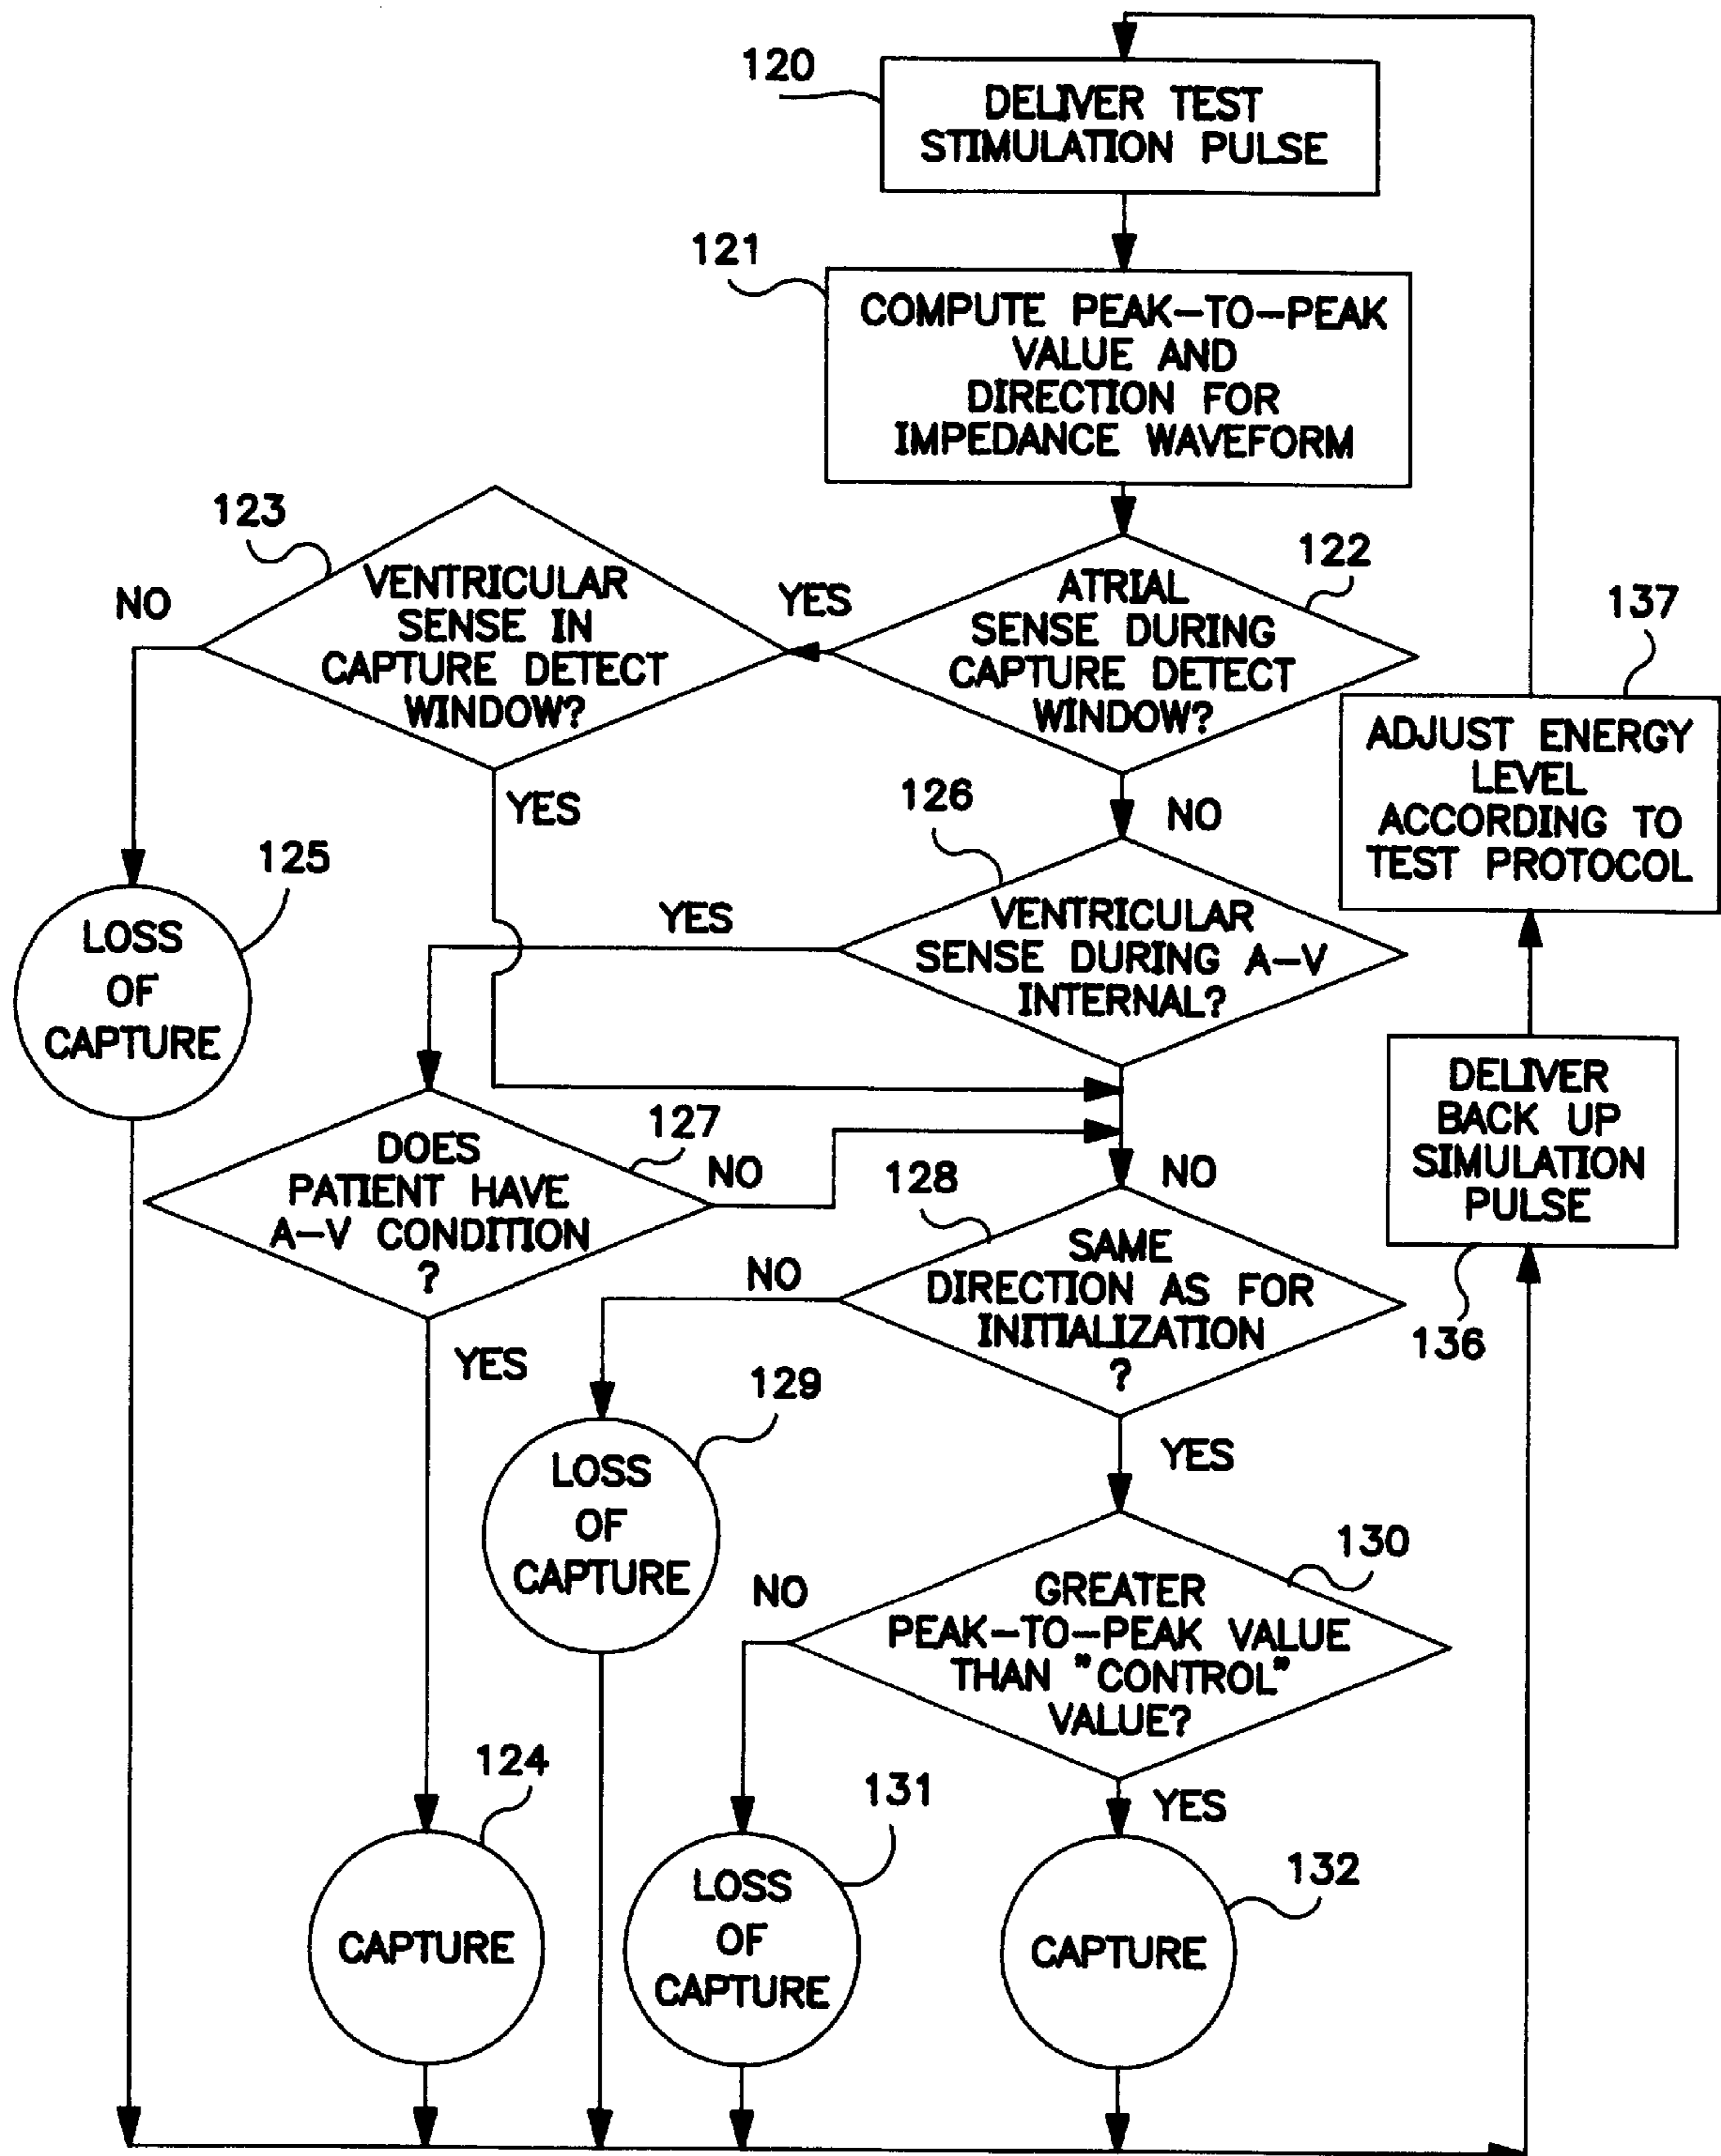 120
DELIVER TEST
STIMULATION PULSE
121
COMPUTE PEAK-TO-PEAK
VALUE AND
DIRECTION FOR
IMPEDANCE WAVEFORM
122
ATRIAL
SENSE DURING
CAPTURE DETECT
WINDOW?
YES
NO
123
VENTRICULAR
SENSE IN
CAPTURE DETECT
WINDOW?
NO
YES
125
LOSS
OF
CAPTURE
126
VENTRICULAR
SENSE DURING A-V
INTERNAL?
YES
NO
137
ADJUST ENERGY
LEVEL
ACCORDING TO
TEST PROTOCOL
DELIVER
BACK UP
SIMULATION
PULSE
136
127
DOES
PATIENT HAVE
A-V CONDITION
?
NO
YES
128
SAME
DIRECTION AS FOR
INITIALIZATION
?
NO
YES
129
LOSS
OF
CAPTURE
130
GREATER
PEAK-TO-PEAK VALUE
THAN "CONTROL"
VALUE?
NO
YES
124
CAPTURE
131
LOSS
OF
CAPTURE
132
CAPTURE